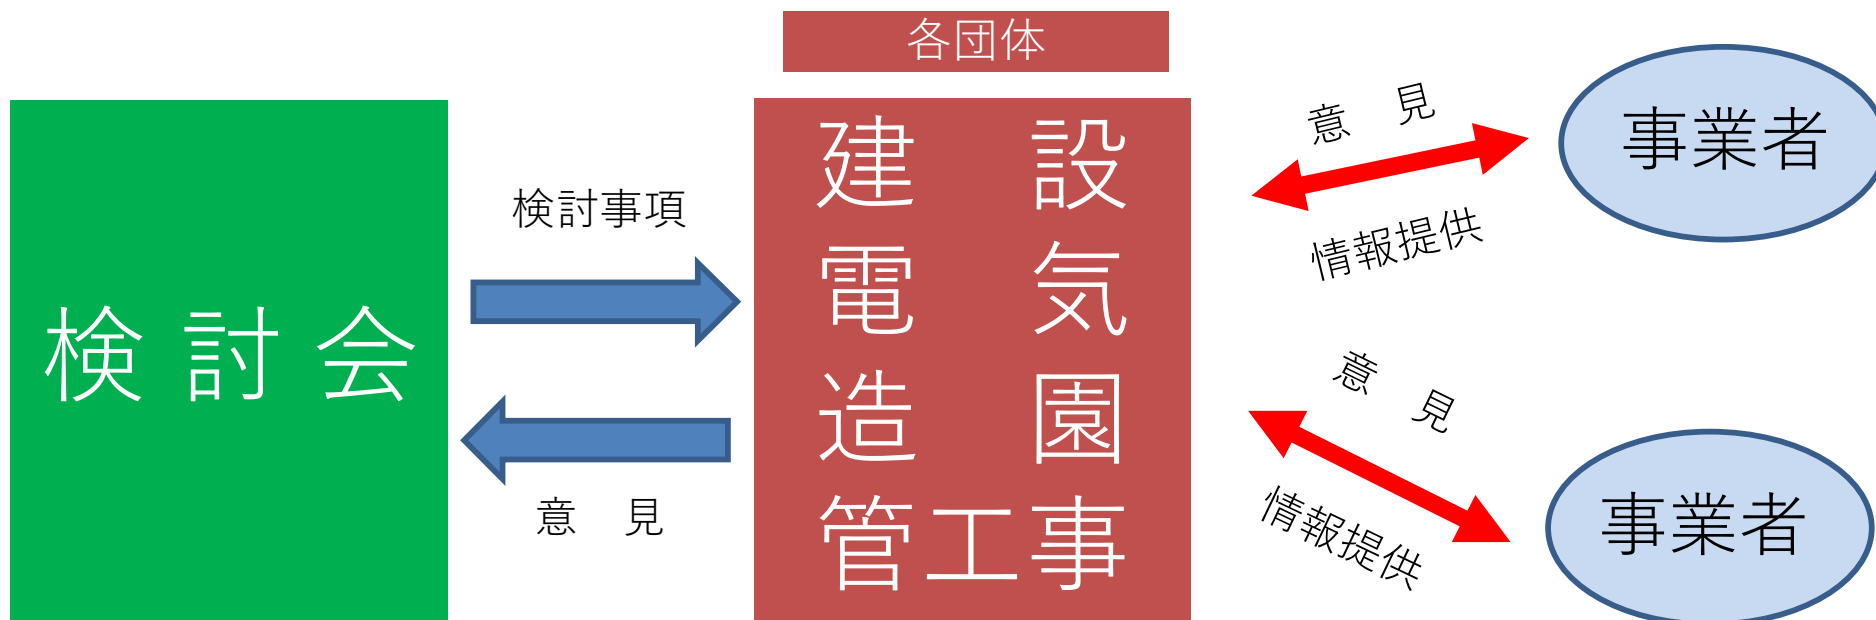 各団体
検討会
検討事項
意　見
建　設
電　気
造　園
管工事
意　見
情報提供
事業者
意　見
情報提供
事業者